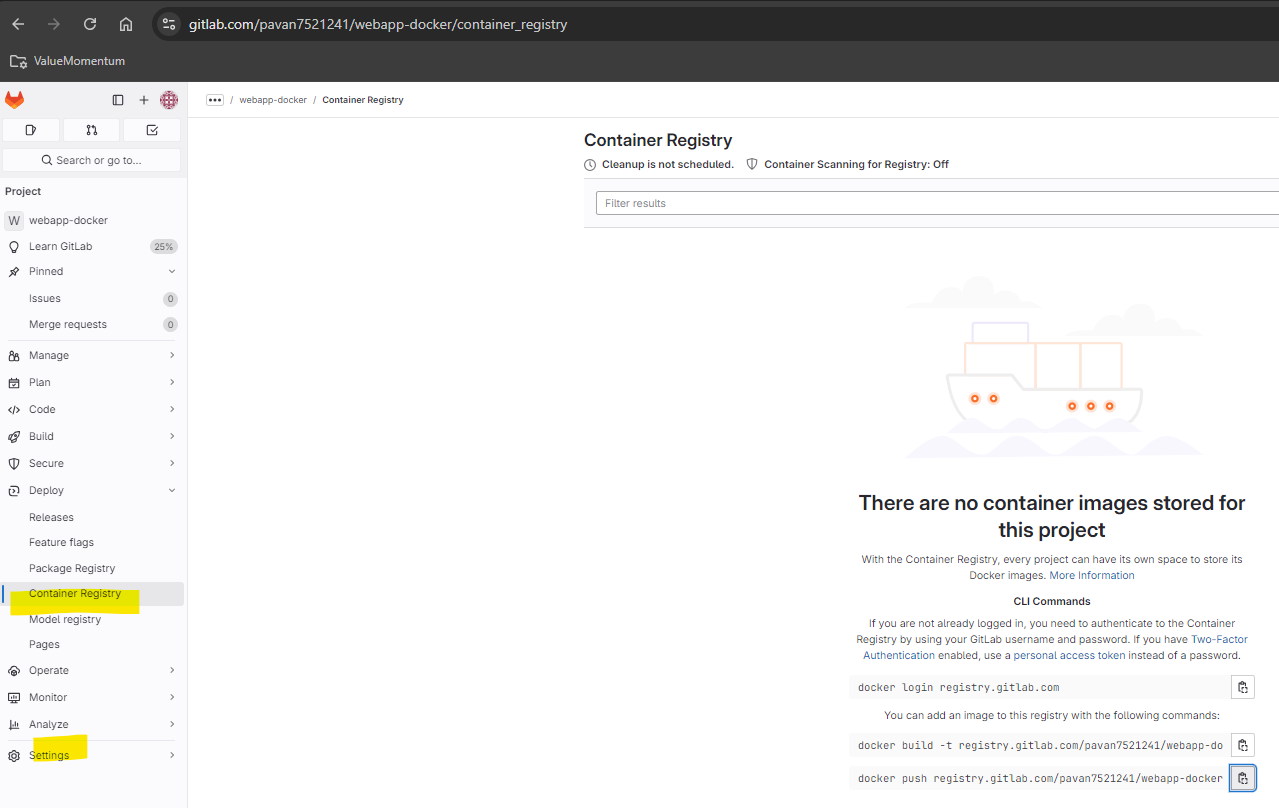 gitlab.com/pavan7521241/webapp-docker/container_registry
ValueMomentum
••• / webapp-docker / Container Registry
Search or go to...
Project
W webapp-docker
Learn GitLab 25%
Pinned
Issues 0
Merge requests 0
Manage
Plan
Code
Build
Secure
Deploy
Releases
Feature flags
Package Registry
Container Registry
Model registry
Pages
Operate
Monitor
Analyze
Settings
Container Registry
Cleanup is not scheduled. Container Scanning for Registry: Off
Filter results
There are no container images stored for
this project
With the Container Registry, every project can have its own space to store its
Docker images. More Information
CLI Commands
If you are not already logged in, you need to authenticate to the Container
Registry by using your GitLab username and password. If you have Two-Factor
Authentication enabled, use a personal access token instead of a password.
docker login registry.gitlab.com
You can add an image to this registry with the following commands:
docker build -t registry.gitlab.com/pavan7521241/webapp-do
docker push registry.gitlab.com/pavan7521241/webapp-docker